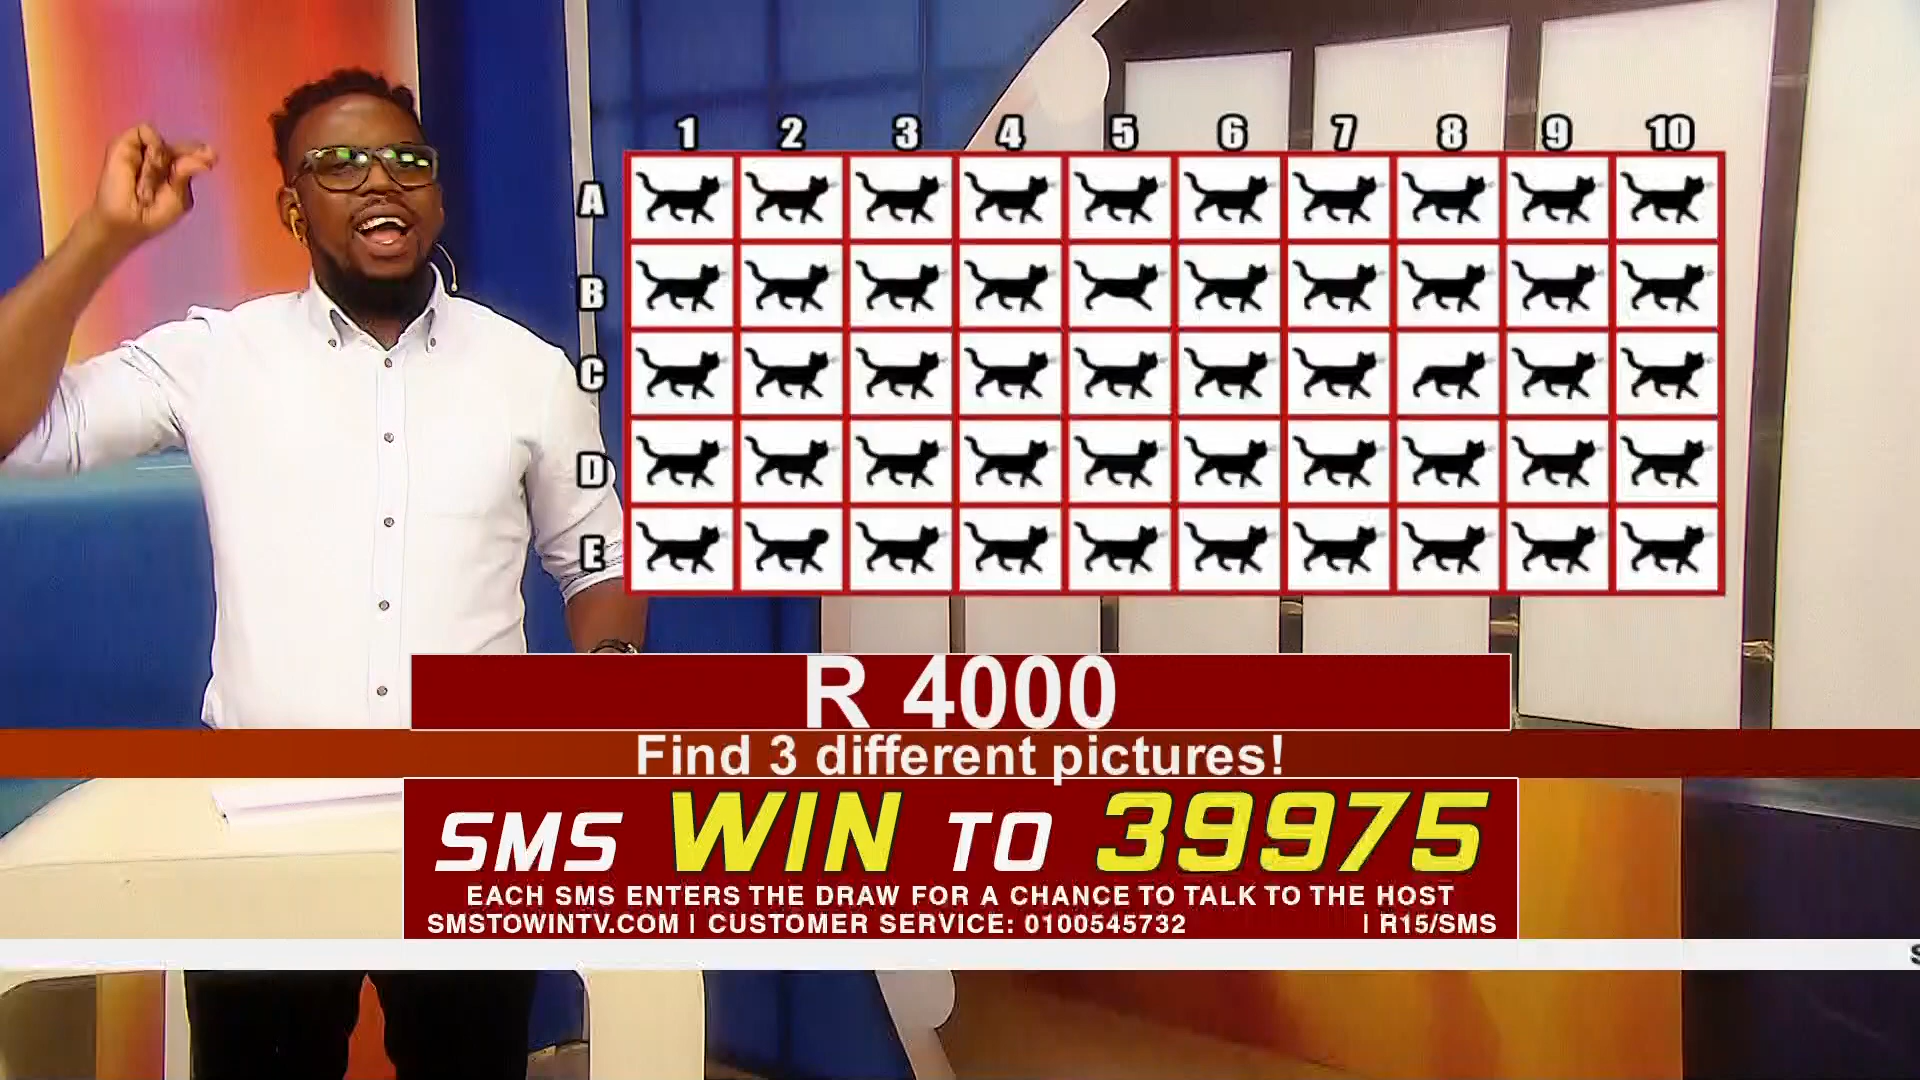 1 2 3 4 5 6 7 8 9 10
A
B
C
D
E
R 4000
Find 3 different pictures!
SMS WIN TO 39975
EACH SMS ENTERS THE DRAW FOR A CHANCE TO TALK TO THE HOST
SMSTOWINTV.COM | CUSTOMER SERVICE: 0100545732 | R15/SMS